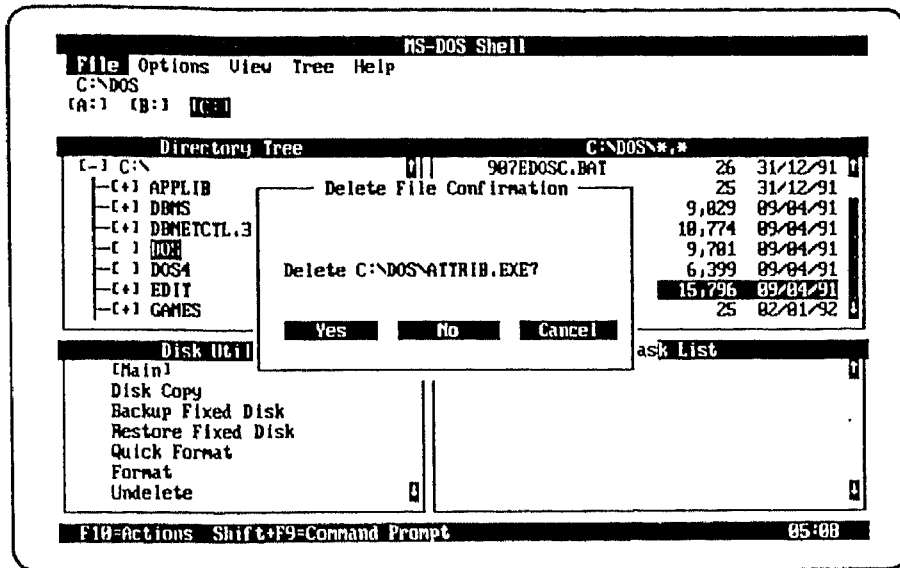 MS-DOS Shell
File Options View Tree Help
C:\DOS
[A:] [B:] [C:]
Directory Tree
C:\DOS\*.*
[-] C:\
[+] APPLIB
[+] DBMS
[+] DBMETCTL.3
[ ] DOS
[ ] DOS4
[+] EDIT
[+] GAMES
907EDOSC.BAT 26 31/12/91
25 31/12/91
9,029 09/04/91
10,774 09/04/91
9,701 09/04/91
6,399 09/04/91
15,796 09/04/91
25 02/01/92
Delete File Confirmation
Delete C:\DOS\ATTRIB.EXE?
Yes No Cancel
Disk Util
[Main]
Disk Copy
Backup Fixed Disk
Restore Fixed Disk
Quick Format
Format
Undelete
ask List
F10=Actions Shift+F9=Command Prompt 05:08